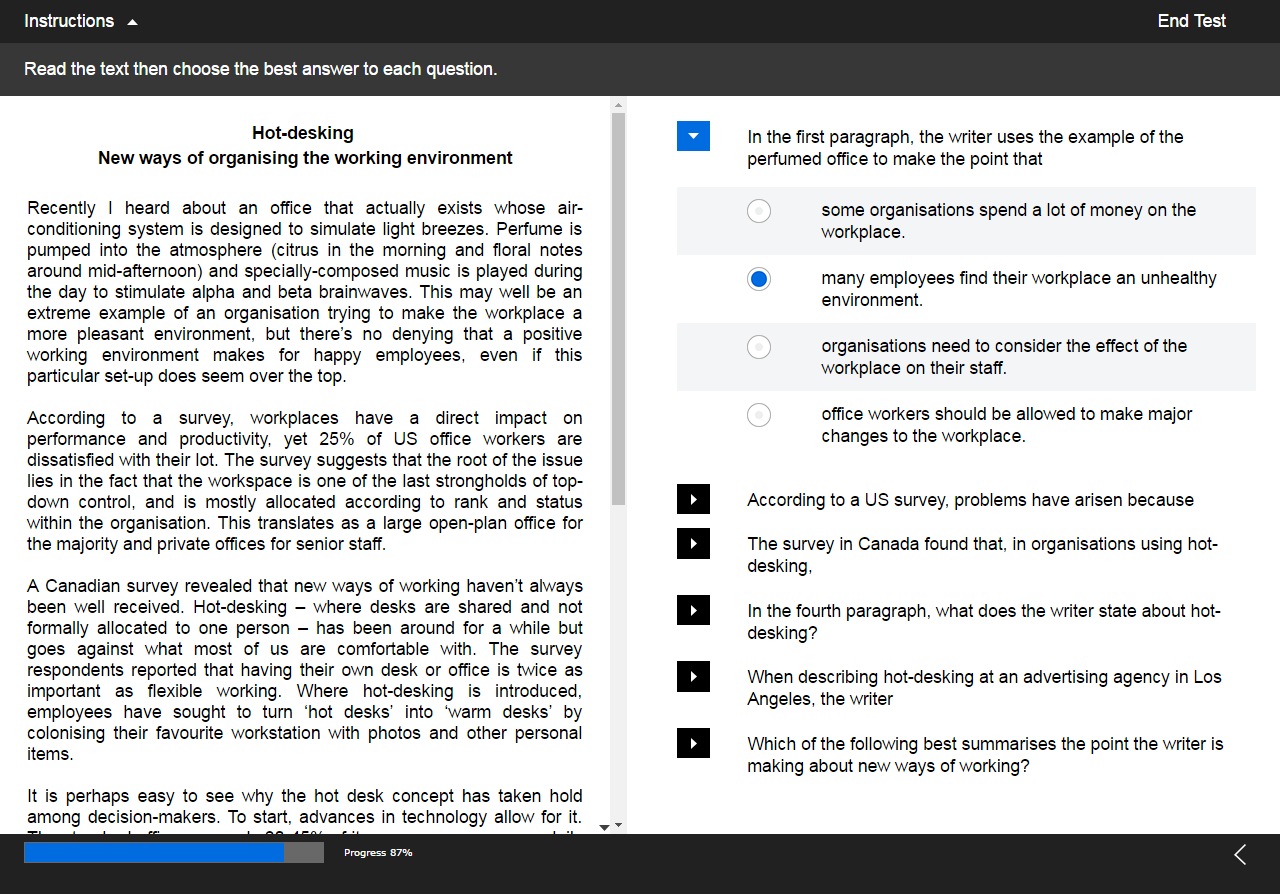 Instructions
End Test
Read the text then choose the best answer to each question.
Hot-desking
New ways of organising the working environment
Recently I heard about an office that actually exists whose air-
conditioning system is designed to simulate light breezes. Perfume is
pumped into the atmosphere (citrus in the morning and floral notes
around mid-afternoon) and specially-composed music is played during
the day to stimulate alpha and beta brainwaves. This may well be an
extreme example of an organisation trying to make the workplace a
more pleasant environment, but there's no denying that a positive
working environment makes for happy employees, even if this
particular set-up does seem over the top.
According to a survey, workplaces have a direct impact on
performance and productivity, yet 25% of US office workers are
dissatisfied with their lot. The survey suggests that the root of the issue
lies in the fact that the workspace is one of the last strongholds of top-
down control, and is mostly allocated according to rank and status
within the organisation. This translates as a large open-plan office for
the majority and private offices for senior staff.
A Canadian survey revealed that new ways of working haven't always
been well received. Hot-desking – where desks are shared and not
formally allocated to one person – has been around for a while but
goes against what most of us are comfortable with. The survey
respondents reported that having their own desk or office is twice as
important as flexible working. Where hot-desking is introduced,
employees have sought to turn 'hot desks' into 'warm desks' by
colonising their favourite workstation with photos and other personal
items.
It is perhaps easy to see why the hot desk concept has taken hold
among decision-makers. To start, advances in technology allow for it.
In the first paragraph, the writer uses the example of the
perfumed office to make the point that
some organisations spend a lot of money on the
workplace.
many employees find their workplace an unhealthy
environment.
organisations need to consider the effect of the
workplace on their staff.
office workers should be allowed to make major
changes to the workplace.
According to a US survey, problems have arisen because
The survey in Canada found that, in organisations using hot-
desking,
In the fourth paragraph, what does the writer state about hot-
desking?
When describing hot-desking at an advertising agency in Los
Angeles, the writer
Which of the following best summarises the point the writer is
making about new ways of working?
Progress 87%